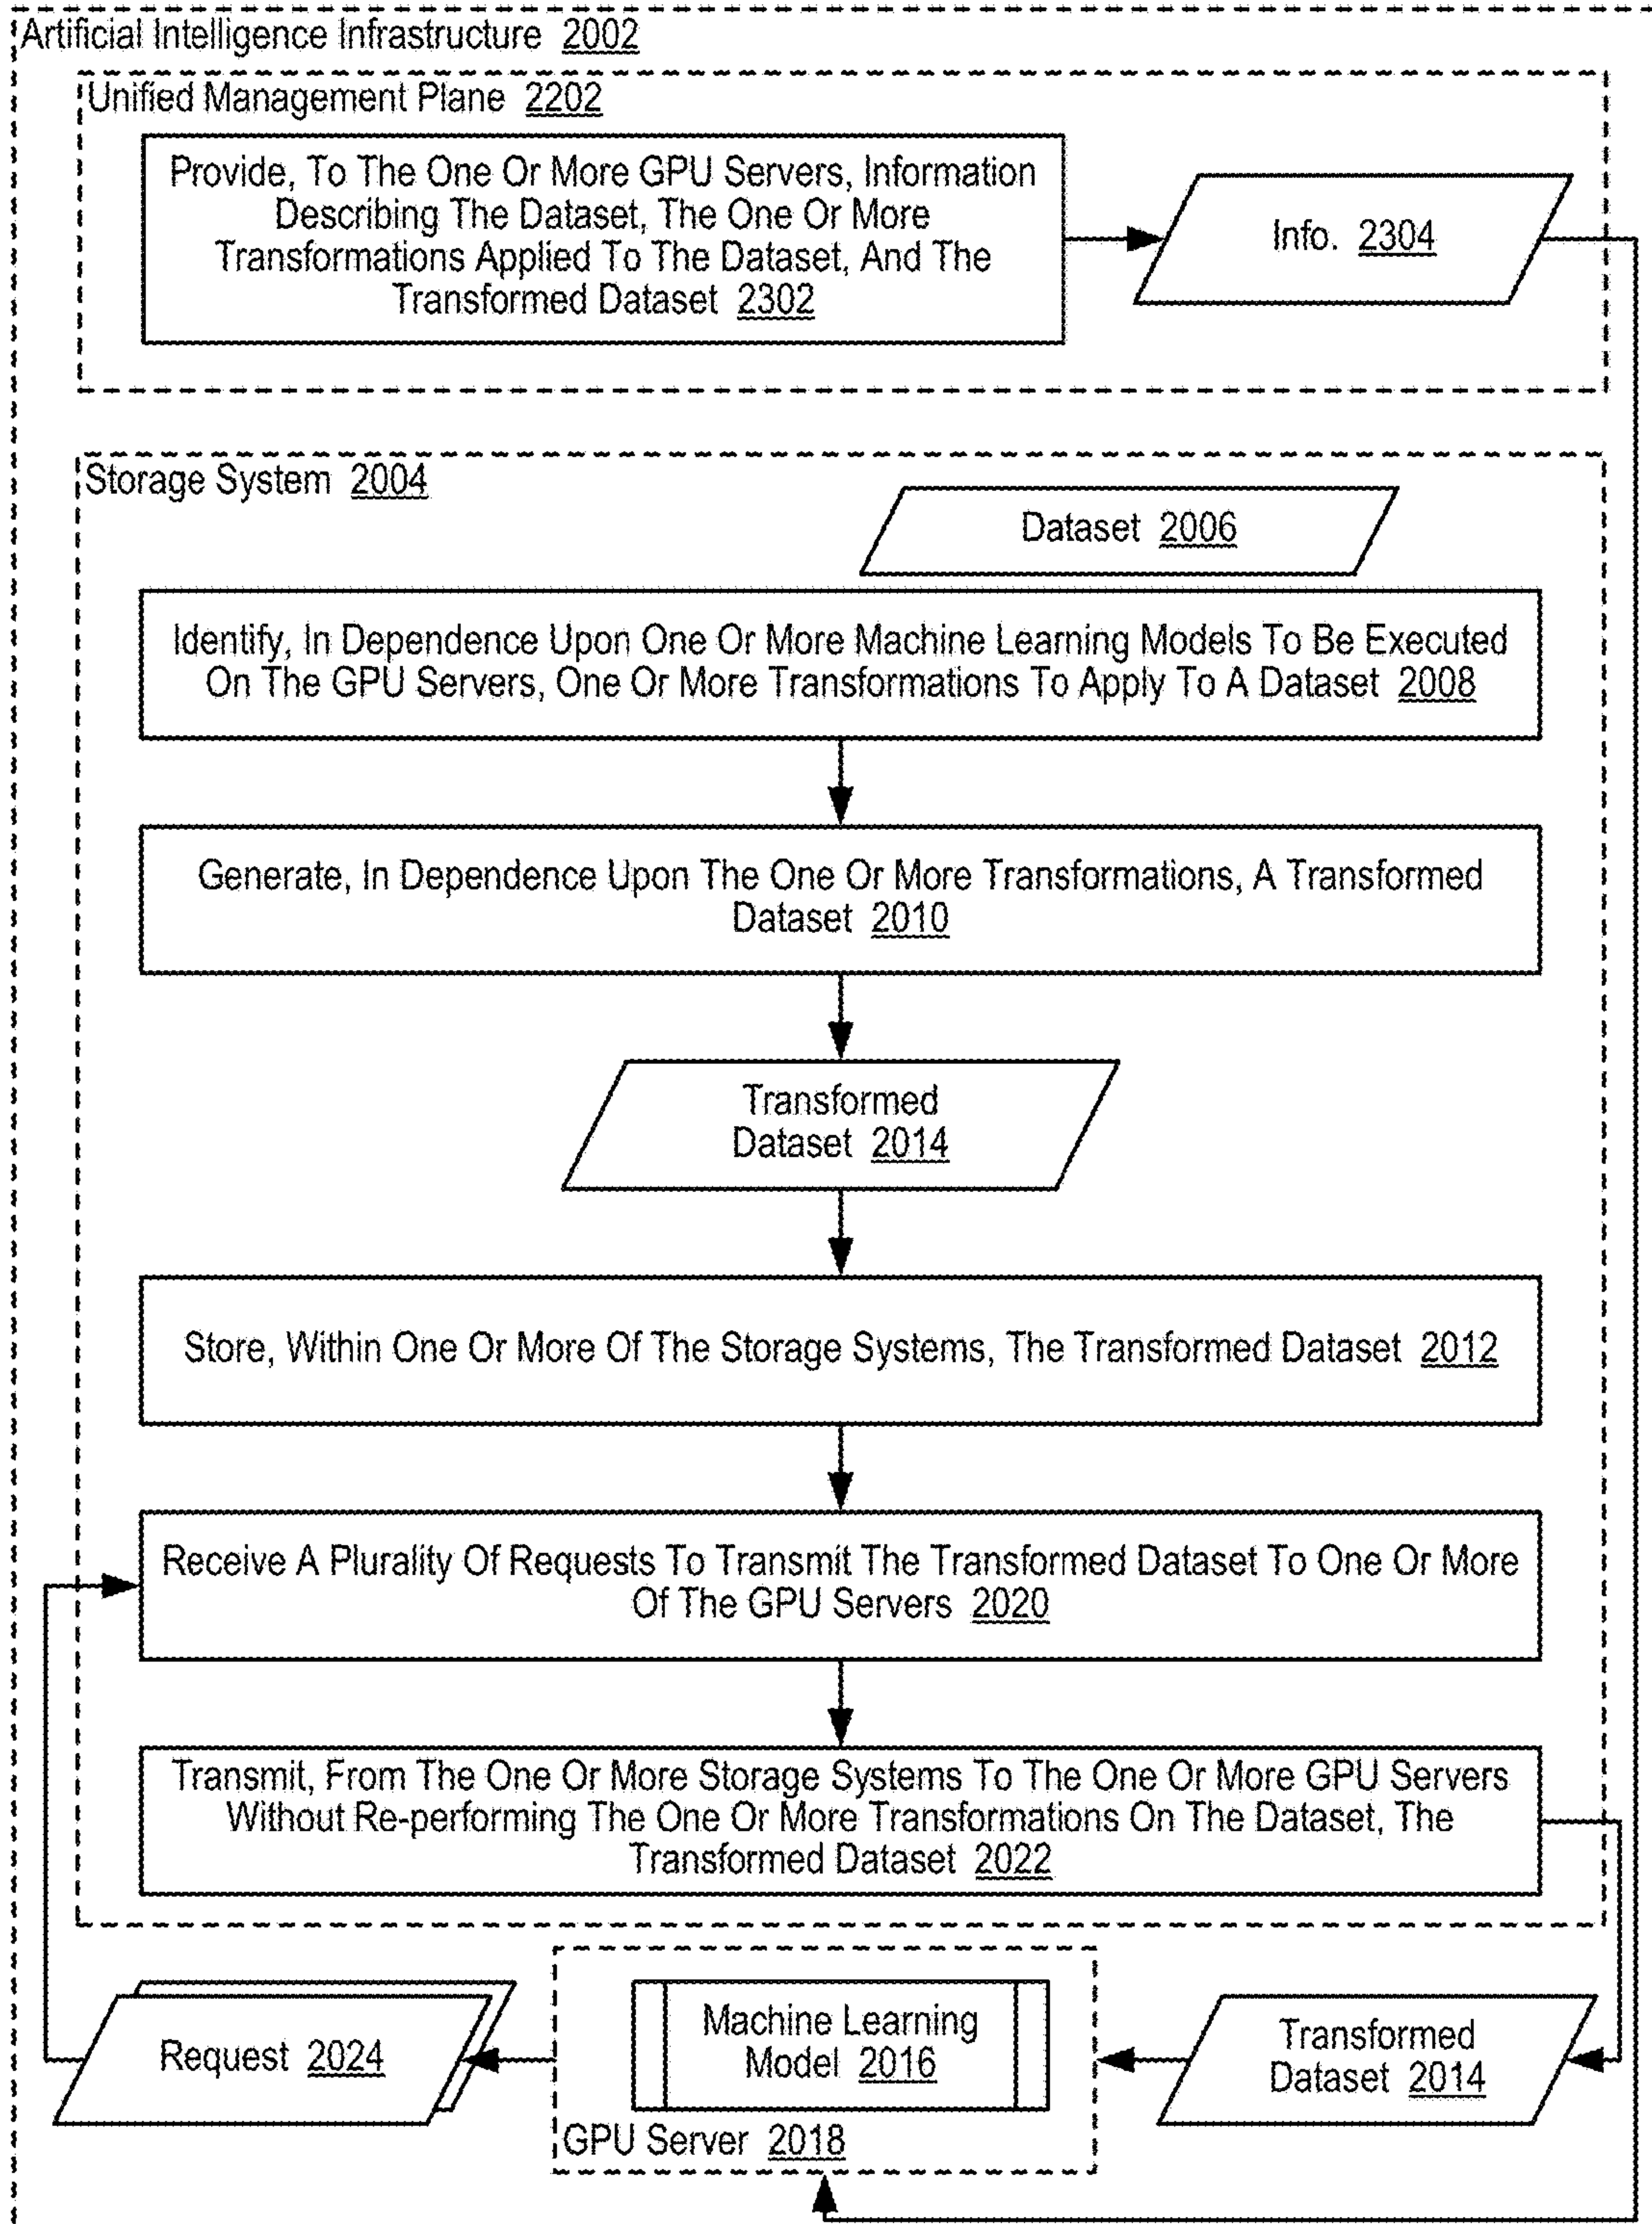 Artificial Intelligence Infrastructure 2002
Unified Management Plane 2202
Provide, To The One Or More GPU Servers, Information
Describing The Dataset, The One Or More
Transformations Applied To The Dataset, And The
Transformed Dataset 2302
Info. 2304
Storage System 2004
Dataset 2006
Identify, In Dependence Upon One Or More Machine Learning Models To Be Executed
On The GPU Servers, One Or More Transformations To Apply To A Dataset 2008
Generate, In Dependence Upon The One Or More Transformations, A Transformed
Dataset 2010
Transformed
Dataset 2014
Store, Within One Or More Of The Storage Systems, The Transformed Dataset 2012
Receive A Plurality Of Requests To Transmit The Transformed Dataset To One Or More
Of The GPU Servers 2020
Transmit, From The One Or More Storage Systems To The One Or More GPU Servers
Without Re-performing The One Or More Transformations On The Dataset, The
Transformed Dataset 2022
Request 2024
Machine Learning
Model 2016
GPU Server 2018
Transformed
Dataset 2014